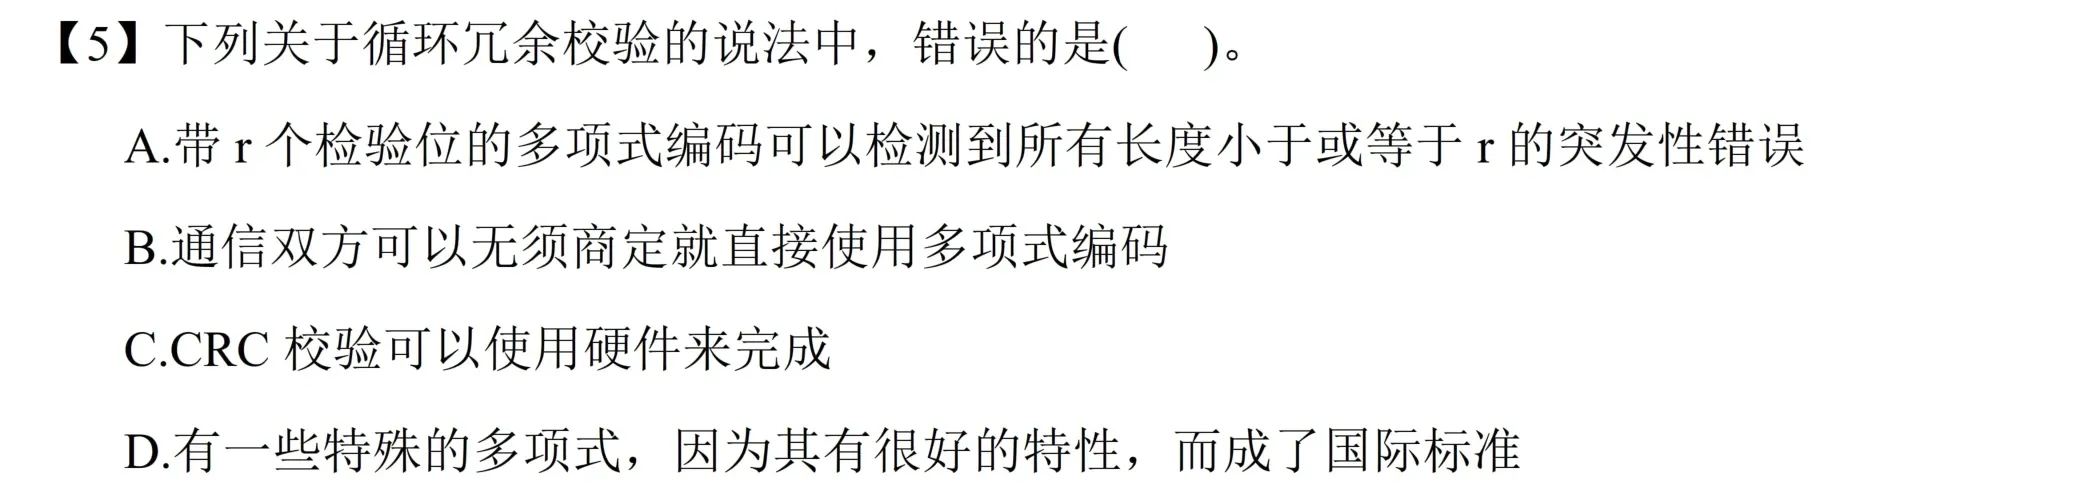 【5】下列关于循环冗余校验的说法中，错误的是(    )。
A.带 r 个检验位的多项式编码可以检测到所有长度小于或等于 r 的突发性错误
B.通信双方可以无须商定就直接使用多项式编码
C.CRC 校验可以使用硬件来完成
D.有一些特殊的多项式，因为其有很好的特性，而成了国际标准